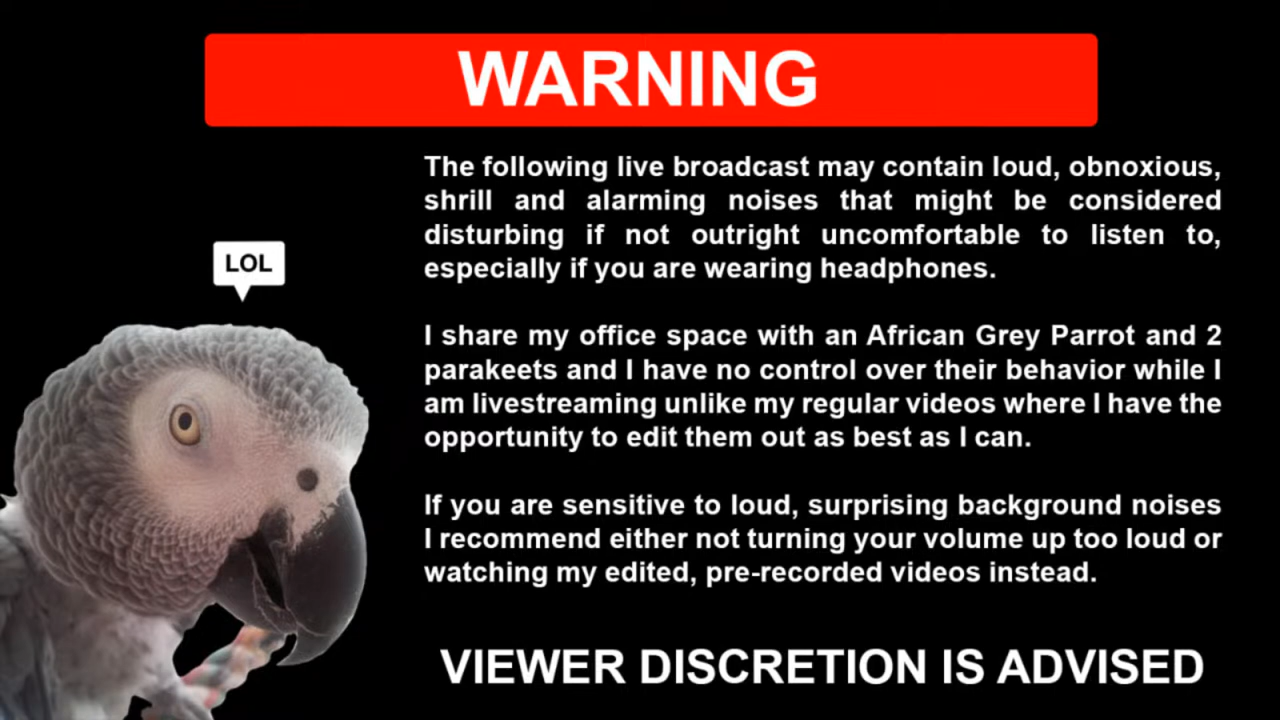 WARNING
The following live broadcast may contain loud, obnoxious,
shrill and alarming noises that might be considered
disturbing if not outright uncomfortable to listen to,
especially if you are wearing headphones.
LOL
I share my office space with an African Grey Parrot and 2
parakeets and I have no control over their behavior while I
am livestreaming unlike my regular videos where I have the
opportunity to edit them out as best as I can.
If you are sensitive to loud, surprising background noises
I recommend either not turning your volume up too loud or
watching my edited, pre-recorded videos instead.
VIEWER DISCRETION IS ADVISED